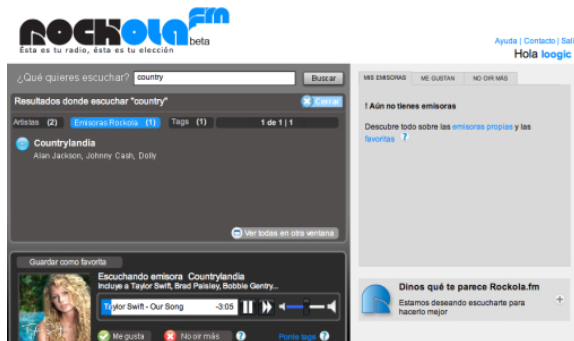 ROCKOLA fm
beta
Ésta es tu radio, ésta es tu elección
Ayuda | Contacto | Sali
Hola loogic
¿Qué quieres escuchar? country Buscar
Resultados donde escuchar "country" Cerrar
Artistas (2) Emisoras Rockola (1) Tags (1) 1 de 1 | 1
Countrylandia
Alan Jackson, Johnny Cash, Dolly
Ver todas en otra ventana
MIS EMISORAS ME GUSTAN NO OIR MÁS
! Aún no tienes emisoras
Descubre todo sobre las emisoras propias y las
favoritas ?
Guardar como favorita
Escuchando emisora Countrylandia
Incluye a Taylor Swift, Brad Paisley, Bobbie Gentry...
Taylor Swift - Our Song -3:05
Me gusta No oir más ? Ponle tags ?
Dinos qué te parece Rockola.fm
Estamos deseando escucharte para
hacerlo mejor
+